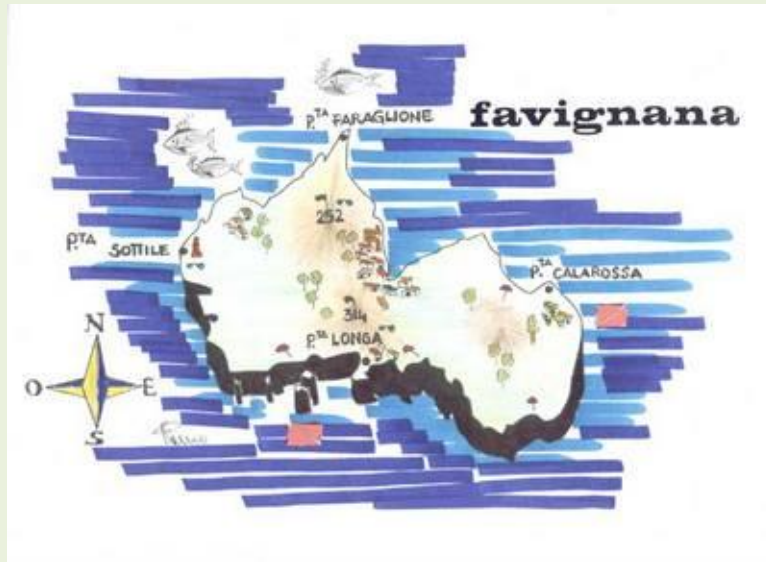 favignana
P.TA FARAGLIONE
252
P.TA SOTTILE
P.TA CALAROSSA
314
P.TA LONGA
N
O E
S